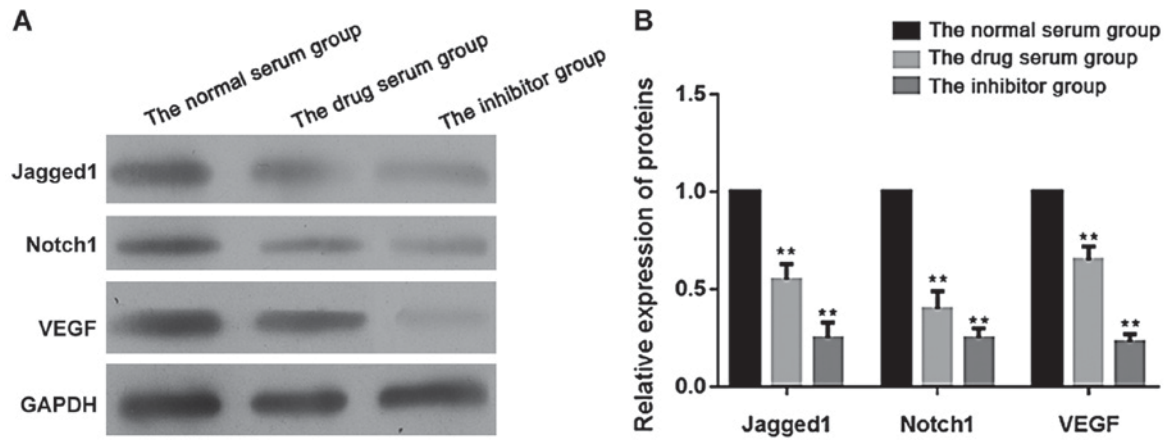 A
The normal serum group
The drug serum group
The inhibitor group
Jagged1
Notch1
VEGF
GAPDH
B
The normal serum group
The drug serum group
The inhibitor group
Relative expression of proteins
1.5
1.0
0.5
0.0
**
**
**
**
**
**
Jagged1
Notch1
VEGF